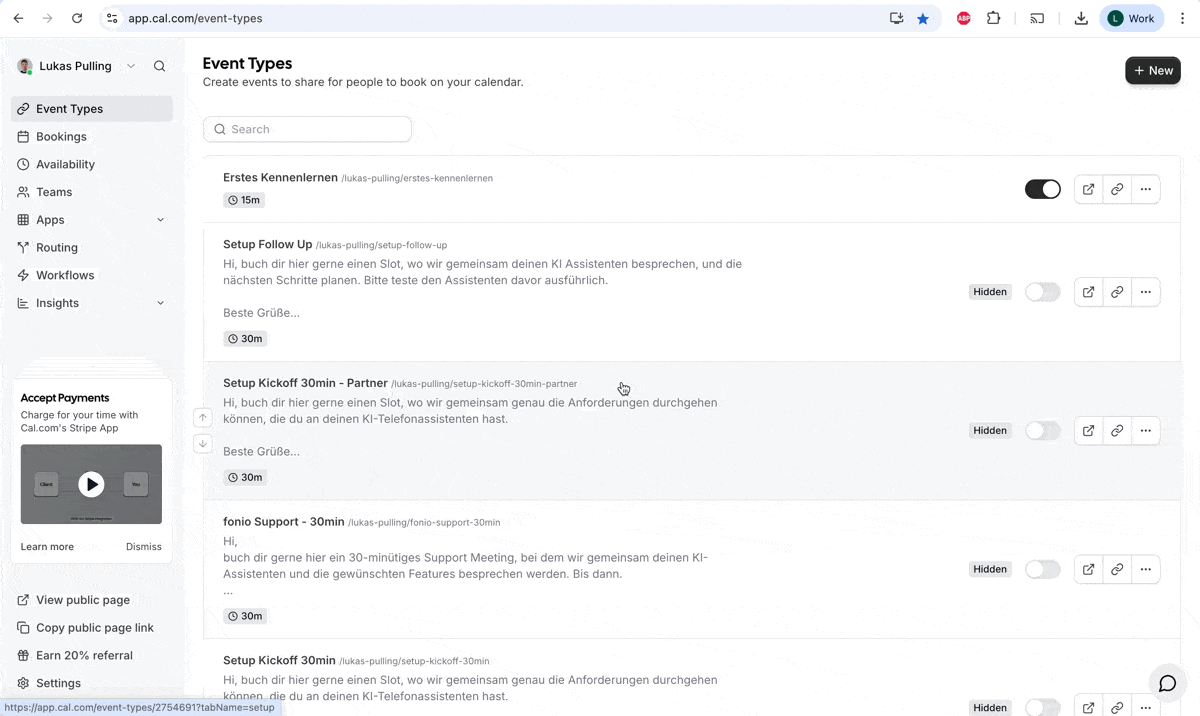 app.cal.com/event-types
ABP
L Work
Lukas Pulling
Event Types
Bookings
Availability
Teams
Apps
Routing
Workflows
Insights
Accept Payments
Charge for your time with
Cal.com's Stripe App
Client
You
Learn more
Dismiss
View public page
Copy public page link
Earn 20% referral
Settings
https://app.cal.com/event-types/2754691?tabName=setup
Event Types
Create events to share for people to book on your calendar.
+ New
Search
Erstes Kennenlernen /lukas-pulling/erstes-kennenlernen
15m
Setup Follow Up /lukas-pulling/setup-follow-up
Hi, buch dir hier gerne einen Slot, wo wir gemeinsam deinen KI Assistenten besprechen, und die
nächsten Schritte planen. Bitte teste den Assistenten davor ausführlich.
Beste Grüße...
30m
Hidden
Setup Kickoff 30min - Partner /lukas-pulling/setup-kickoff-30min-partner
Hi, buch dir hier gerne einen Slot, wo wir gemeinsam genau die Anforderungen durchgehen
können, die du an deinen KI-Telefonassistenten hast.
Beste Grüße...
30m
Hidden
fonio Support - 30min /lukas-pulling/fonio-support-30min
Hi,
buch dir gerne hier ein 30-minütiges Support Meeting, bei dem wir gemeinsam deinen KI-
Assistenten und die gewünschten Features besprechen werden. Bis dann.
...
30m
Hidden
Setup Kickoff 30min /lukas-pulling/setup-kickoff-30min
Hi, buch dir hier gerne einen Slot, wo wir gemeinsam genau die Anforderungen durchgehen
können, die du an deinen KI-Telefonassistenten hast.
Hidden